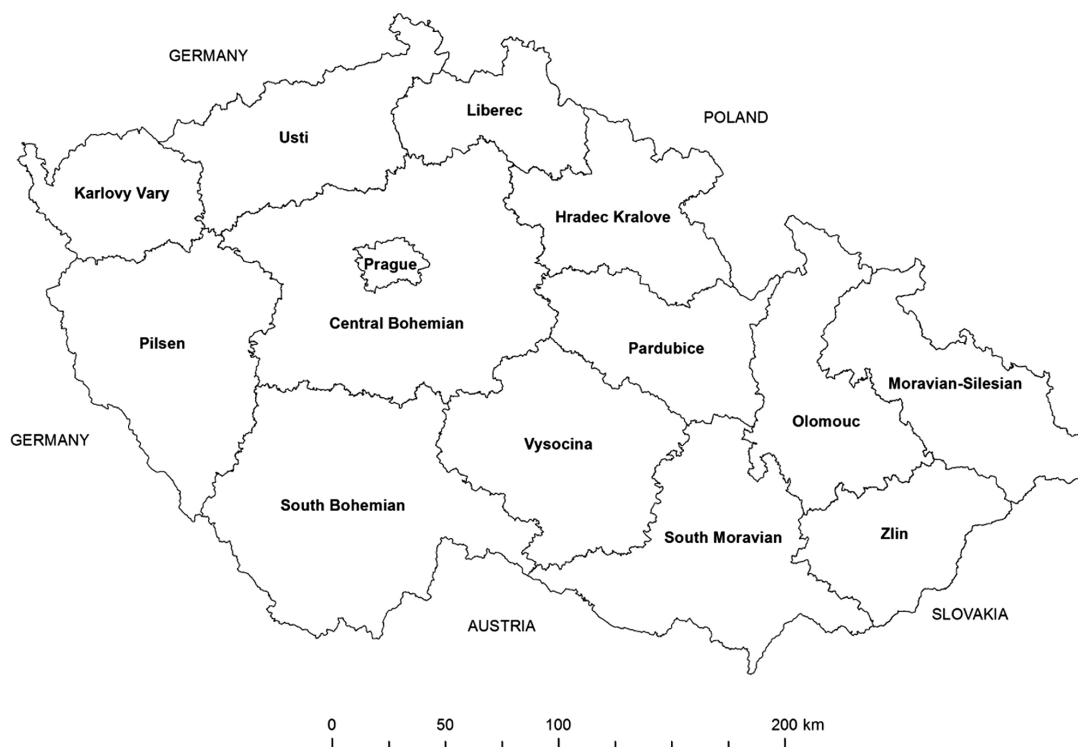 GERMANY
Liberec
POLAND
Usti
Karlovy Vary
Hradec Kralove
Prague
Central Bohemian
Pilsen
Pardubice
Moravian-Silesian
Olomouc
GERMANY
Vysocina
South Bohemian
South Moravian
Zlin
SLOVAKIA
AUSTRIA
0 50 100 200 km